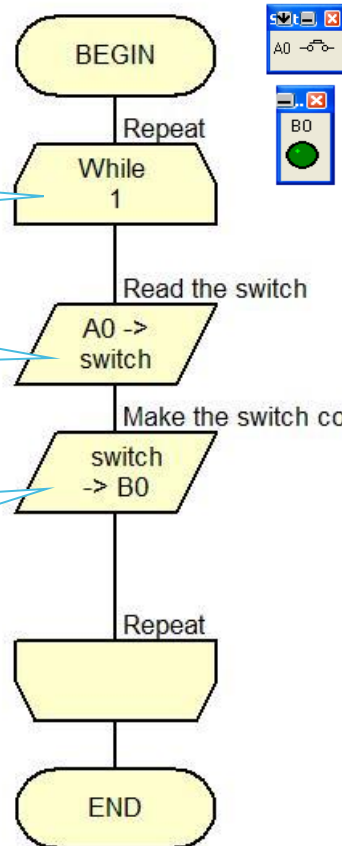 BEGIN
A0
B0
Repeat
While
1
Read the switch
A0 ->
switch
Make the switch co
switch
-> B0
Repeat
END